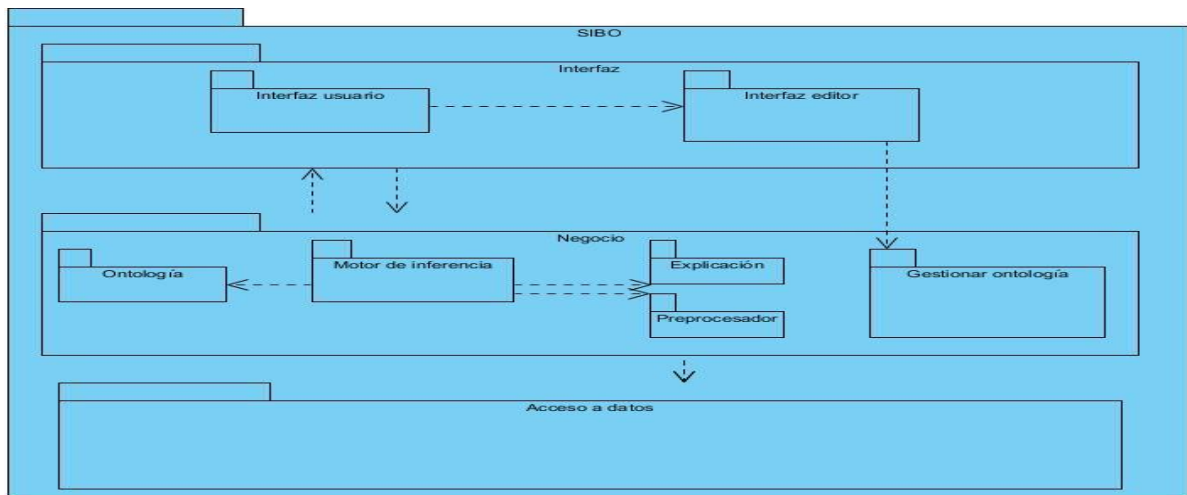 SIBO
Interfaz
Interfaz usuario
Interfaz editor
Negocio
Ontología
Motor de inferencia
Explicación
Gestionar ontología
Preprocesador
Acceso a datos